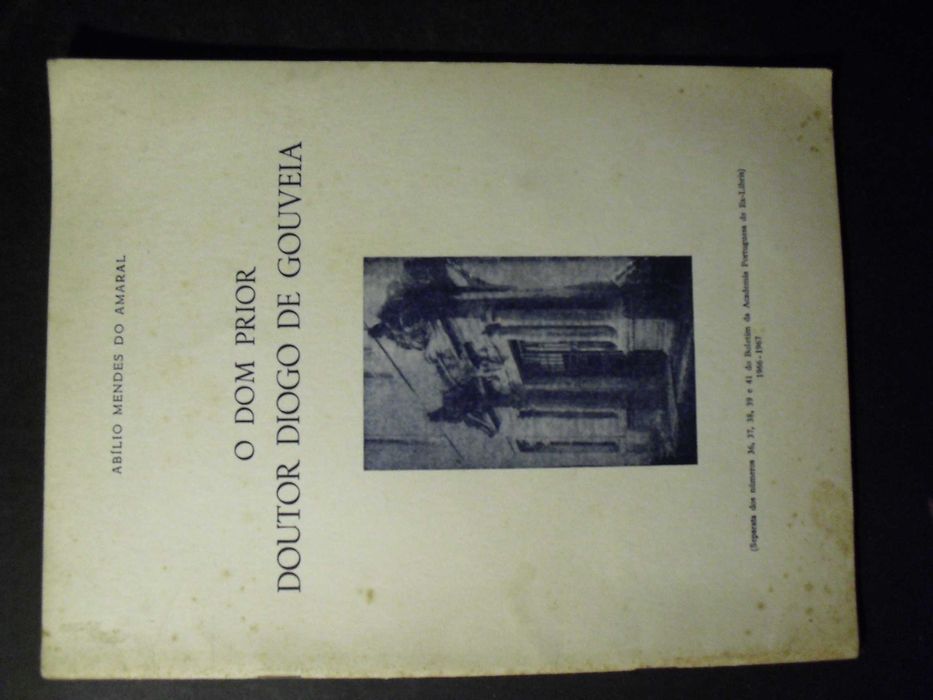 ABÍLIO MENDES DO AMARAL
O DOM PRIOR
DOUTOR DIOGO DE GOUVEIA
(Separata dos números 36, 37, 38, 39 e 41 do Boletim da Academia Portuguesa de Ex-Libris)
1966-1967